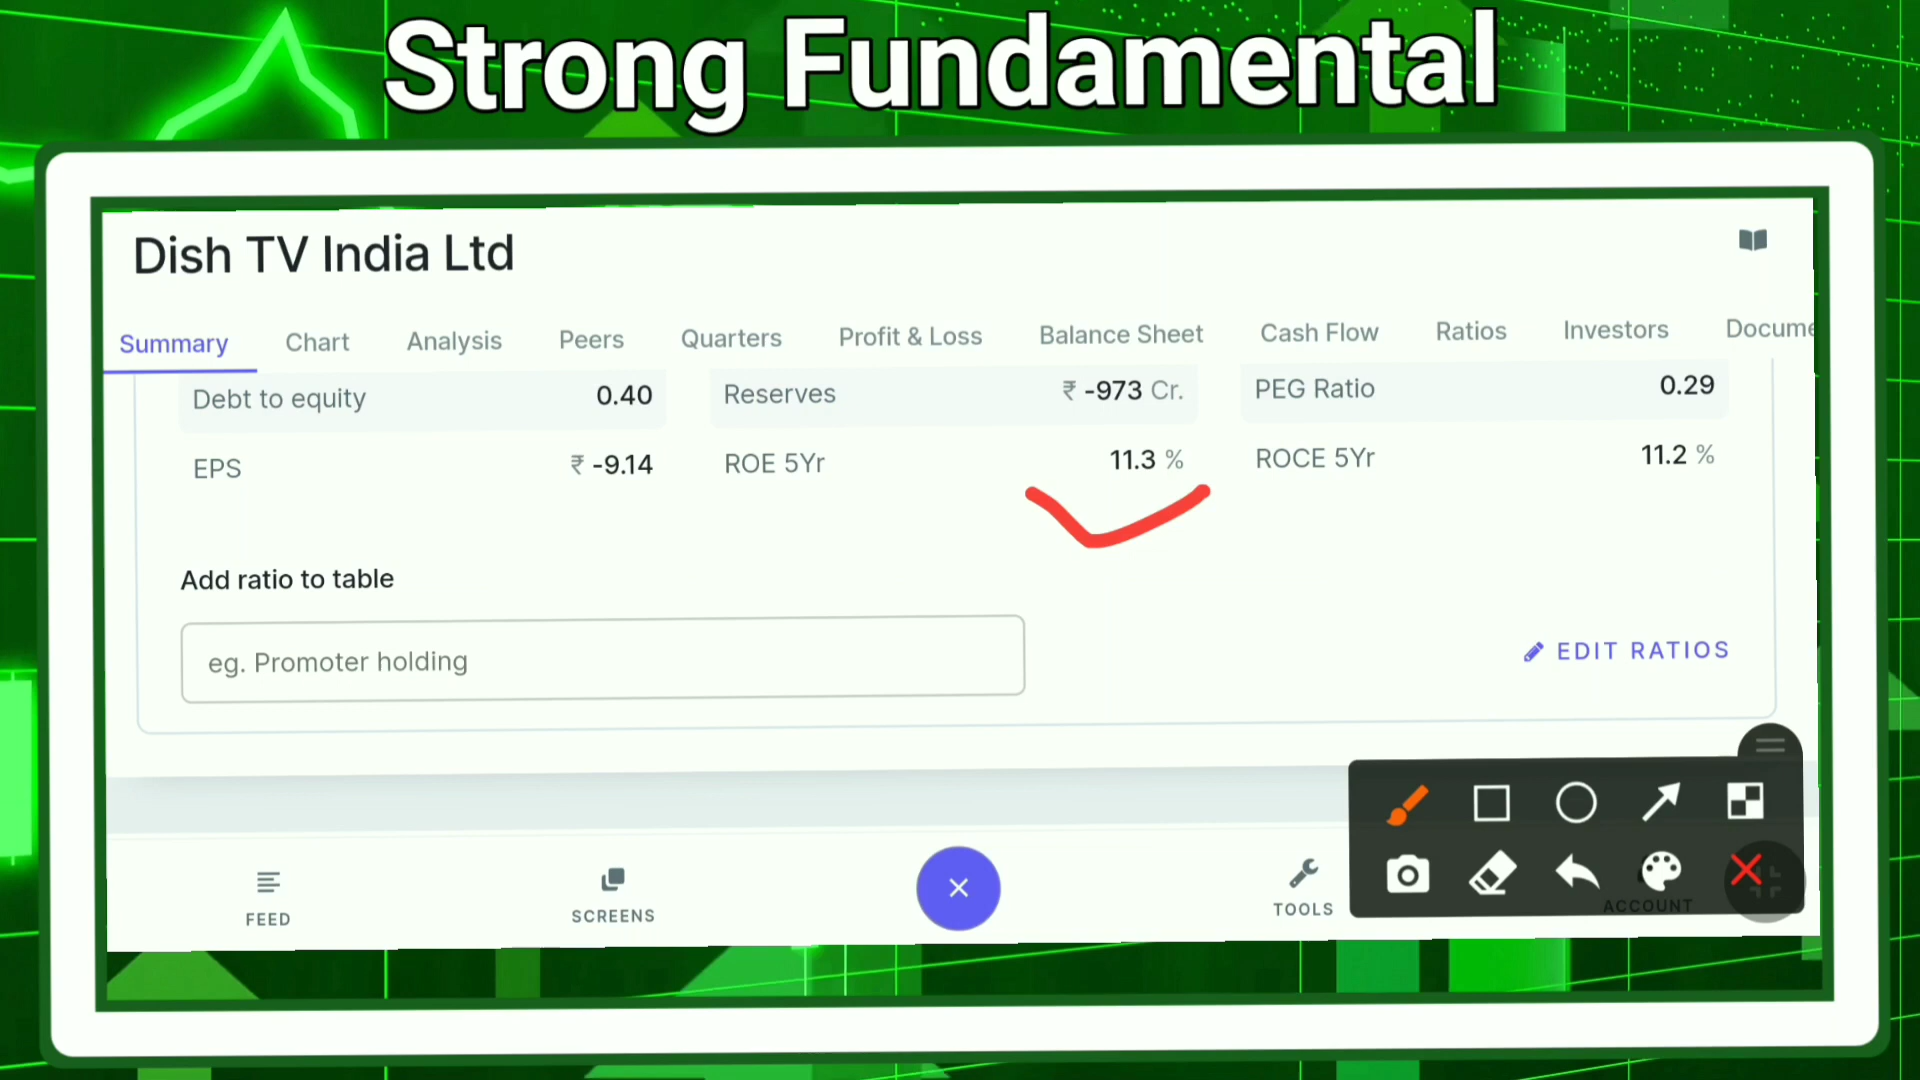 Strong Fundamental
Dish TV India Ltd
Summary Chart Analysis Peers Quarters Profit & Loss Balance Sheet Cash Flow Ratios Investors Docume
Debt to equity 0.40 Reserves ₹ -973 Cr. PEG Ratio 0.29
EPS ₹ -9.14 ROE 5Yr 11.3 % ROCE 5Yr 11.2 %
Add ratio to table
eg. Promoter holding
EDIT RATIOS
FEED SCREENS TOOLS ACCOUNT